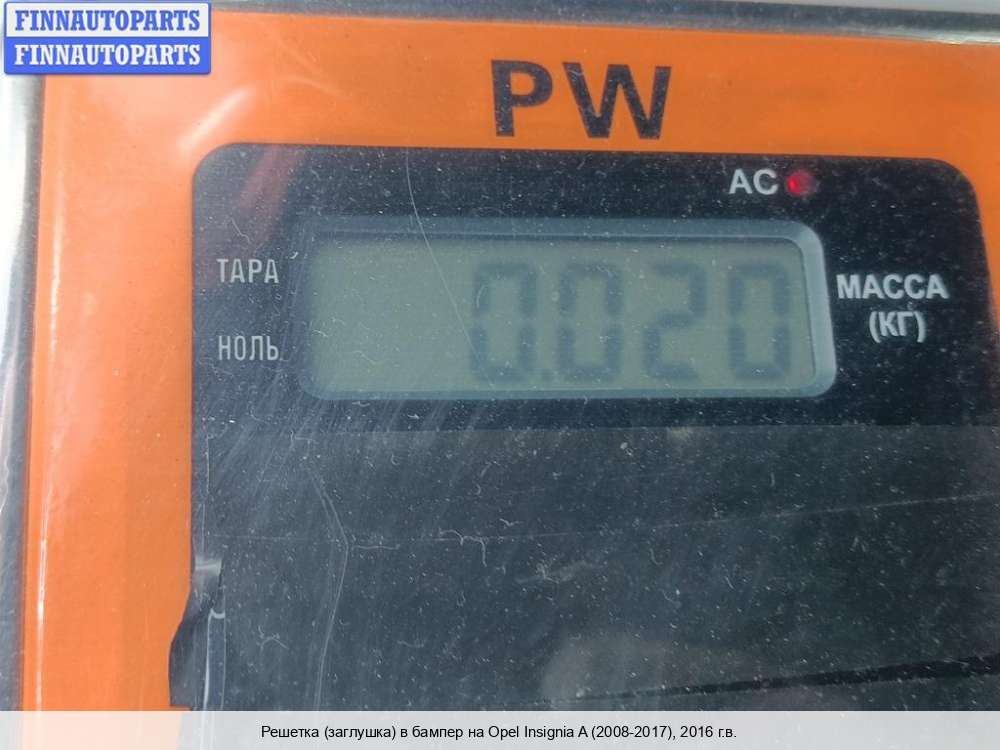 FINNAUTOPARTS
FINNAUTOPARTS
PW
AC
ТАРА
0.020
МАССА
(КГ)
НОЛЬ
Решетка (заглушка) в бампер на Opel Insignia A (2008-2017), 2016 г.в.